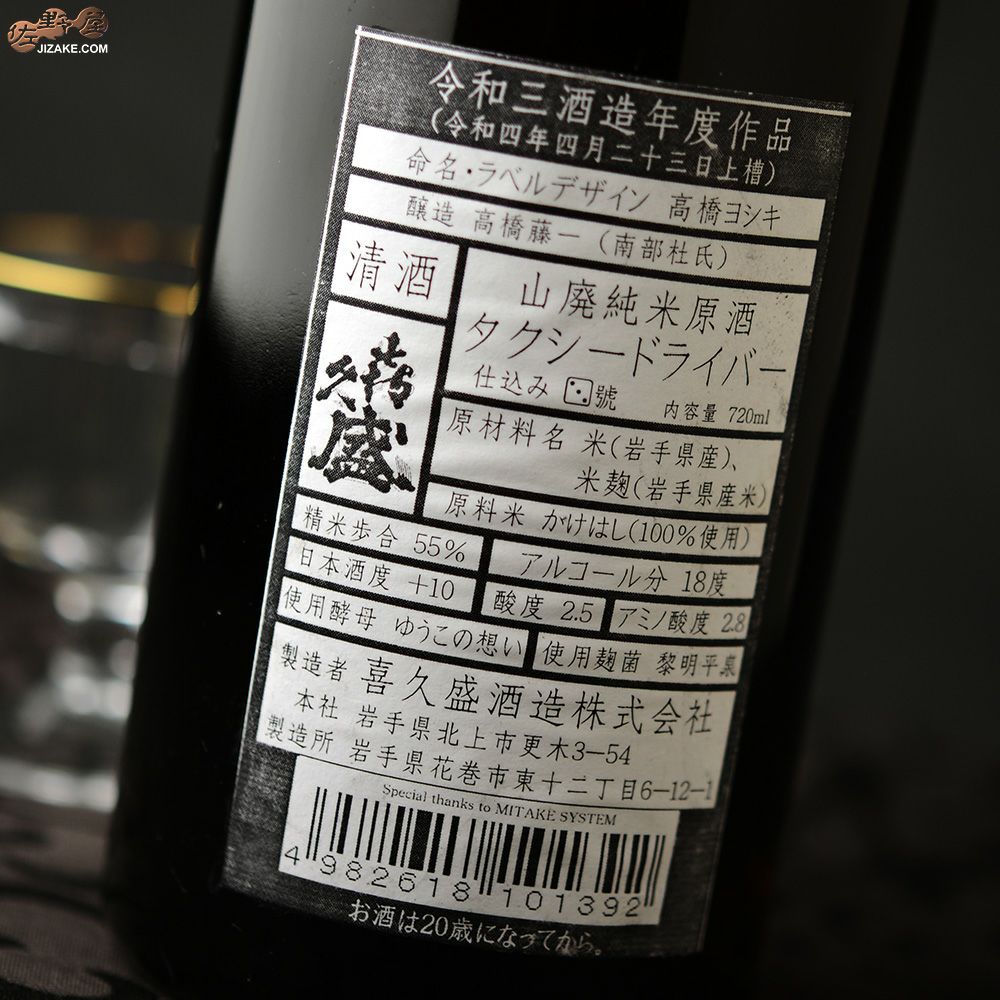 佐野屋
JIZAKE.COM
令和三酒造年度作品
(令和四年四月二十三日上槽)
命名・ラベルデザイン 高橋ヨシキ
醸造 高橋藤一(南部杜氏)
清酒
山廃純米原酒
タクシードライバー
仕込み 號
内容量 720ml
喜久盛
原材料名 米(岩手県産)、
米麹(岩手県産米)
原料米 かけはし(100%使用)
精米歩合 55%
アルコール分 18度
日本酒度 +10
酸度 2.5
アミノ酸度 2.8
使用酵母 ゆうこの想い
使用麹菌 黎明平泉
製造者 喜久盛酒造株式会社
本社 岩手県北上市更木3-54
製造所 岩手県花巻市東十二丁目6-12-1
Special thanks to MITAKE SYSTEM
4982618101392
お酒は20歳になってから。